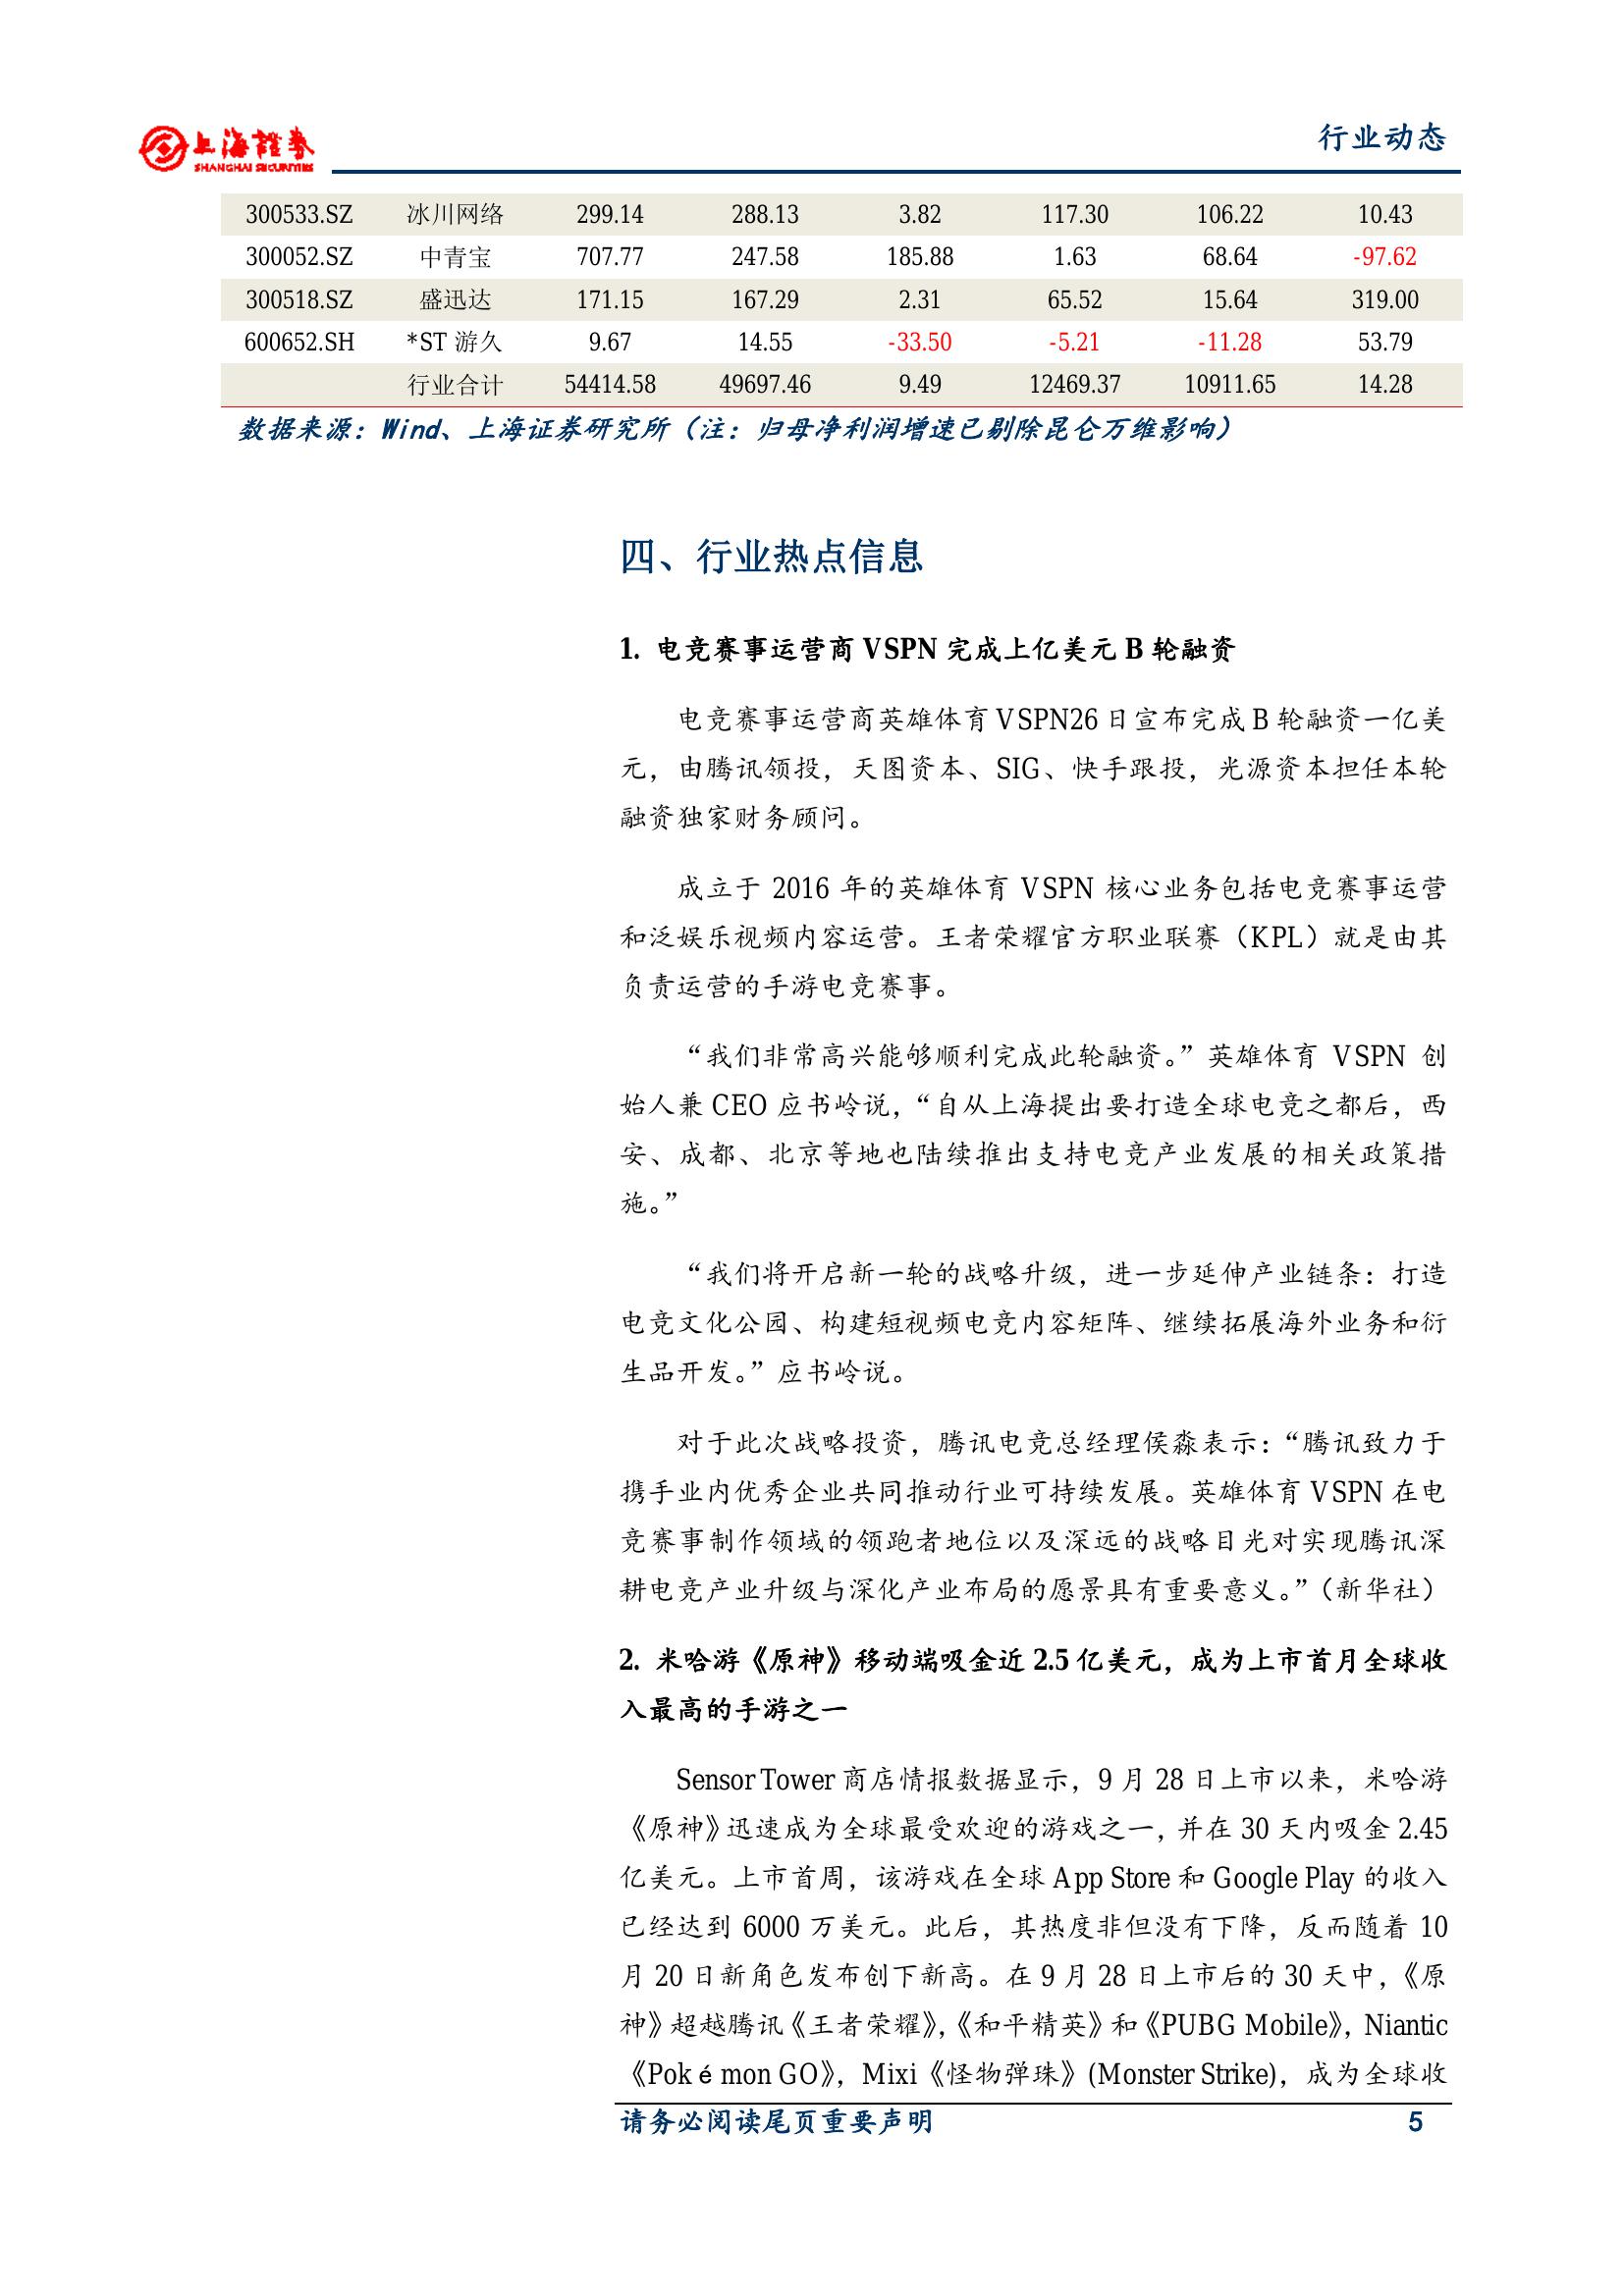 上海證券
SHANGHAI SECURITIES
行业动态
300533.SZ 冰川网络 299.14 288.13 3.82 117.30 106.22 10.43
300052.SZ 中青宝 707.77 247.58 185.88 1.63 68.64 -97.62
300518.SZ 盛迅达 171.15 167.29 2.31 65.52 15.64 319.00
600652.SH *ST 游久 9.67 14.55 -33.50 -5.21 -11.28 53.79
行业合计 54414.58 49697.46 9.49 12469.37 10911.65 14.28
数据来源：Wind、上海证券研究所（注：归母净利润增速已剔除昆仑万维影响）
四、行业热点信息
1. 电竞赛事运营商 VSPN 完成上亿美元 B 轮融资
电竞赛事运营商英雄体育 VSPN26 日宣布完成 B 轮融资一亿美
元，由腾讯领投，天图资本、SIG、快手跟投，光源资本担任本轮
融资独家财务顾问。
成立于 2016 年的英雄体育 VSPN 核心业务包括电竞赛事运营
和泛娱乐视频内容运营。王者荣耀官方职业联赛（KPL）就是由其
负责运营的手游电竞赛事。
“我们非常高兴能够顺利完成此轮融资。”英雄体育 VSPN 创
始人兼 CEO 应书岭说，“自从上海提出要打造全球电竞之都后，西
安、成都、北京等地也陆续推出支持电竞产业发展的相关政策措
施。”
“我们将开启新一轮的战略升级，进一步延伸产业链条：打造
电竞文化公园、构建短视频电竞内容矩阵、继续拓展海外业务和衍
生品开发。”应书岭说。
对于此次战略投资，腾讯电竞总经理侯淼表示：“腾讯致力于
携手业内优秀企业共同推动行业可持续发展。英雄体育 VSPN 在电
竞赛事制作领域的领跑者地位以及深远的战略目光对实现腾讯深
耕电竞产业升级与深化产业布局的愿景具有重要意义。”（新华社）
2. 米哈游《原神》移动端吸金近 2.5 亿美元，成为上市首月全球收
入最高的手游之一
Sensor Tower 商店情报数据显示，9 月 28 日上市以来，米哈游
《原神》迅速成为全球最受欢迎的游戏之一，并在 30 天内吸金 2.45
亿美元。上市首周，该游戏在全球 App Store 和 Google Play 的收入
已经达到 6000 万美元。此后，其热度非但没有下降，反而随着 10
月 20 日新角色发布创下新高。在 9 月 28 日上市后的 30 天中，《原
神》超越腾讯《王者荣耀》，《和平精英》和《PUBG Mobile》，Niantic
《Pok é mon GO》，Mixi《怪物弹珠》(Monster Strike)，成为全球收
请务必阅读尾页重要声明 5